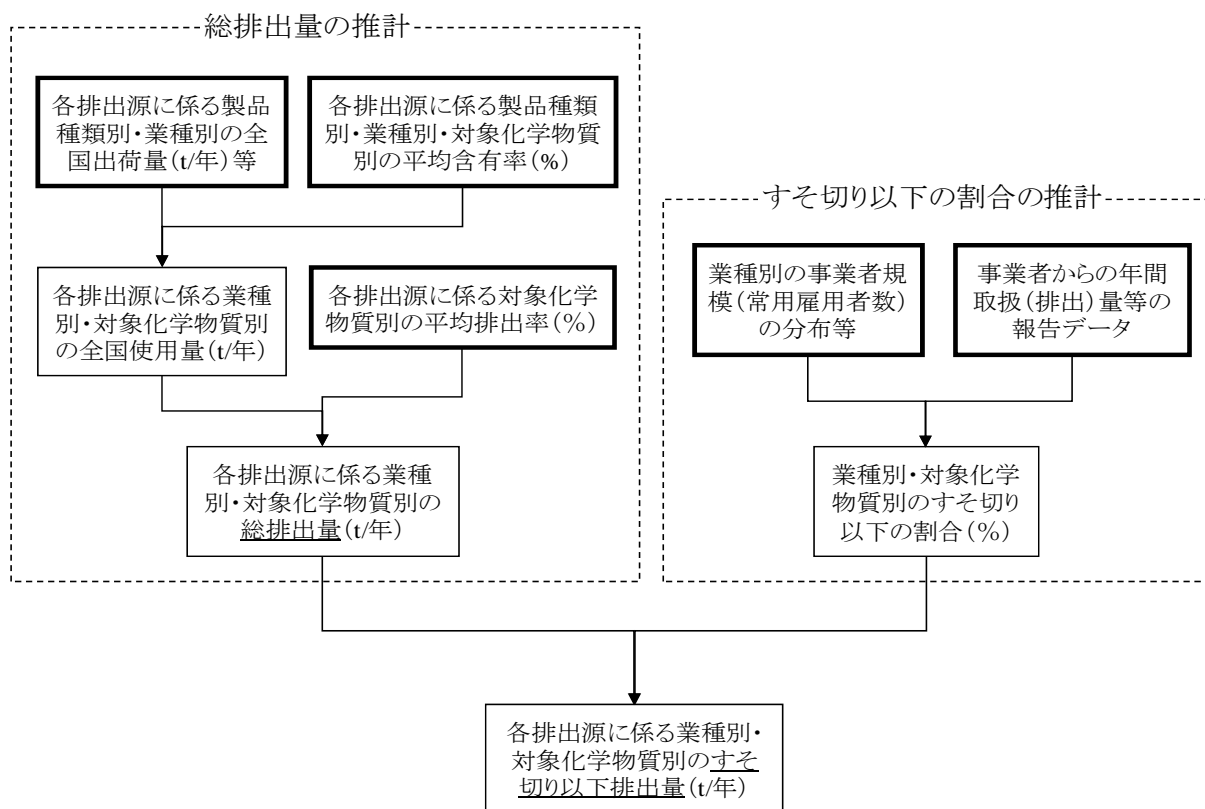 総排出量の推計
各排出源に係る製品
種類別・業種別の全
国出荷量(t/年)等
各排出源に係る製品種類
別・業種別・対象化学物質
別の平均含有率(%)
各排出源に係る業種
別・対象化学物質別
の全国使用量(t/年)
各排出源に係る対象化学
物質別の平均排出率(%)
各排出源に係る業種
別・対象化学物質別の
総排出量(t/年)
すそ切り以下の割合の推計
業種別の事業者規
模(常用雇用者数)
の分布等
事業者からの年間
取扱(排出)量等の
報告データ
業種別・対象化学
物質別のすそ切り
以下の割合(%)
各排出源に係る業種別・
対象化学物質別のすそ
切り以下排出量(t/年)